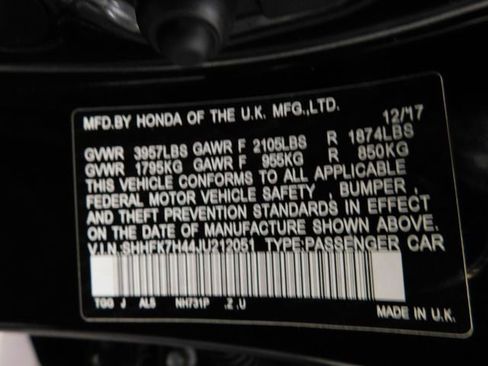 MFD.BY HONDA OF THE U.K. MFG.,LTD. 12/17
GVWR 3957LBS GAWR F 2105LBS R 1874LBS
GVWR 1795KG GAWR F 955KG R 850KG
THIS VEHICLE CONFORMS TO ALL APPLICABLE
FEDERAL MOTOR VEHICLE SAFETY , BUMPER ,
AND THEFT PREVENTION STANDARDS IN EFFECT
ON THE DATE OF MANUFACTURE SHOWN ABOVE.
V.I.N:SHHFK7H44JU212051 TYPE:PASSENGER CAR
TGG J AL5 NH731P .Z.U
MADE IN U.K.